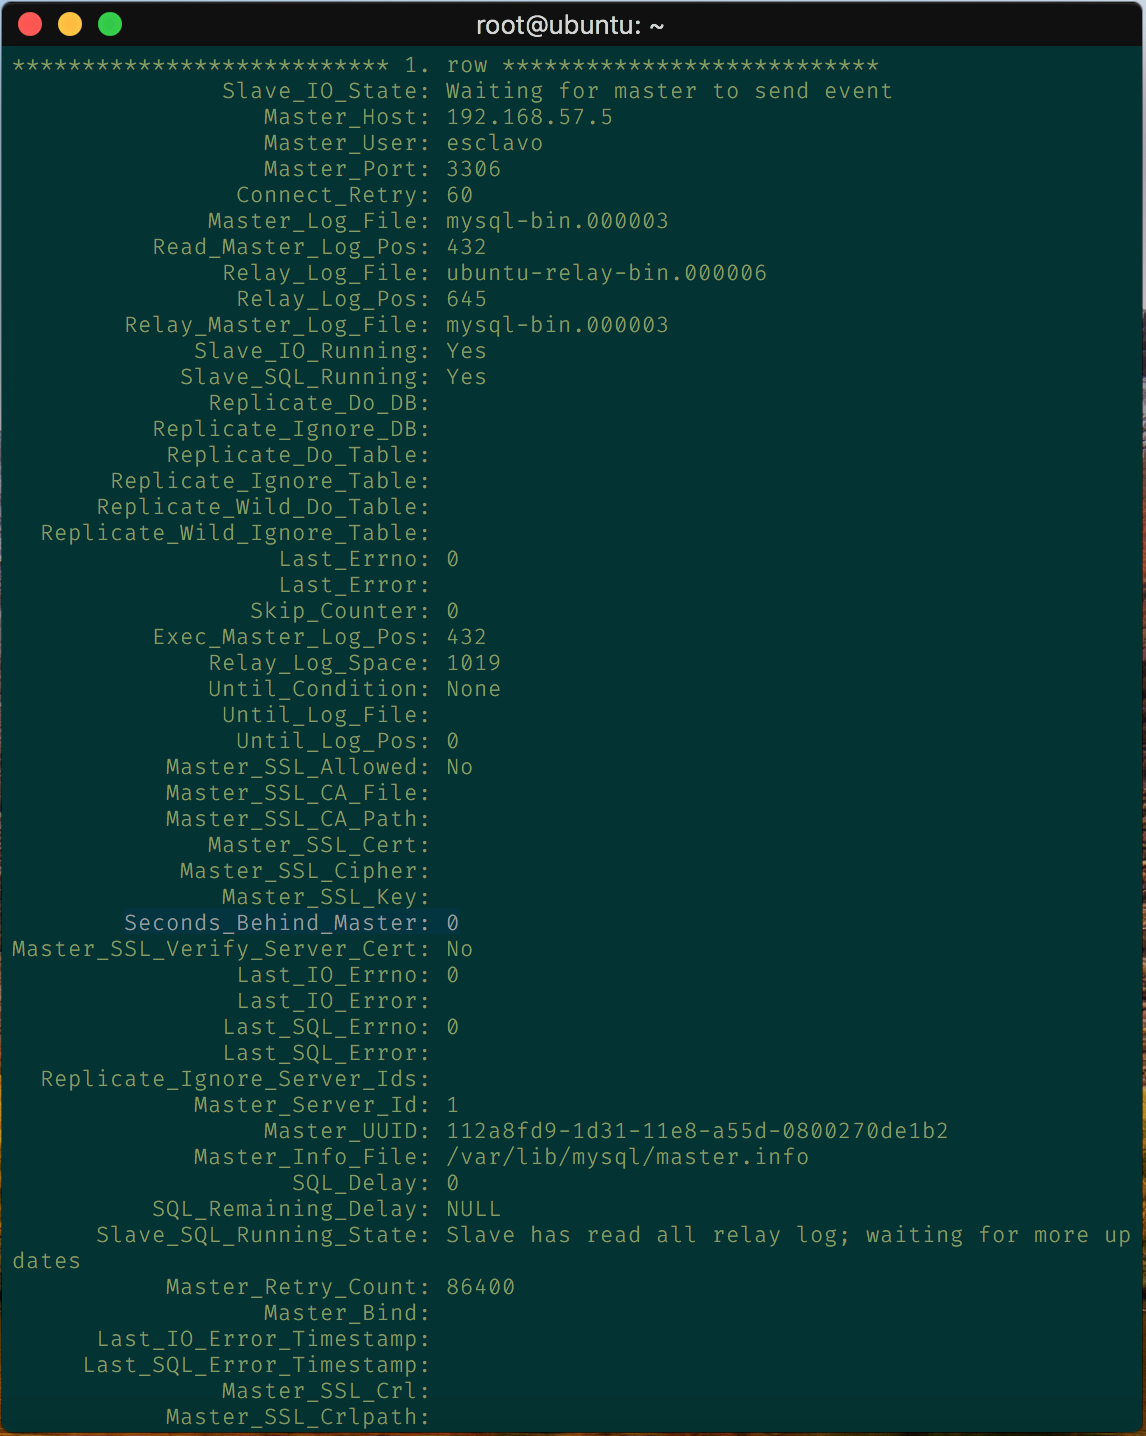 root@ubuntu: ~
*************************** 1. row ***************************
Slave_IO_State: Waiting for master to send event
Master_Host: 192.168.57.5
Master_User: esclavo
Master_Port: 3306
Connect_Retry: 60
Master_Log_File: mysql-bin.000003
Read_Master_Log_Pos: 432
Relay_Log_File: ubuntu-relay-bin.000006
Relay_Log_Pos: 645
Relay_Master_Log_File: mysql-bin.000003
Slave_IO_Running: Yes
Slave_SQL_Running: Yes
Replicate_Do_DB:
Replicate_Ignore_DB:
Replicate_Do_Table:
Replicate_Ignore_Table:
Replicate_Wild_Do_Table:
Replicate_Wild_Ignore_Table:
Last_Errno: 0
Last_Error:
Skip_Counter: 0
Exec_Master_Log_Pos: 432
Relay_Log_Space: 1019
Until_Condition: None
Until_Log_File:
Until_Log_Pos: 0
Master_SSL_Allowed: No
Master_SSL_CA_File:
Master_SSL_CA_Path:
Master_SSL_Cert:
Master_SSL_Cipher:
Master_SSL_Key:
Seconds_Behind_Master: 0
Master_SSL_Verify_Server_Cert: No
Last_IO_Errno: 0
Last_IO_Error:
Last_SQL_Errno: 0
Last_SQL_Error:
Replicate_Ignore_Server_Ids:
Master_Server_Id: 1
Master_UUID: 112a8fd9-1d31-11e8-a55d-0800270de1b2
Master_Info_File: /var/lib/mysql/master.info
SQL_Delay: 0
SQL_Remaining_Delay: NULL
Slave_SQL_Running_State: Slave has read all relay log; waiting for more up
dates
Master_Retry_Count: 86400
Master_Bind:
Last_IO_Error_Timestamp:
Last_SQL_Error_Timestamp:
Master_SSL_Crl:
Master_SSL_Crlpath: